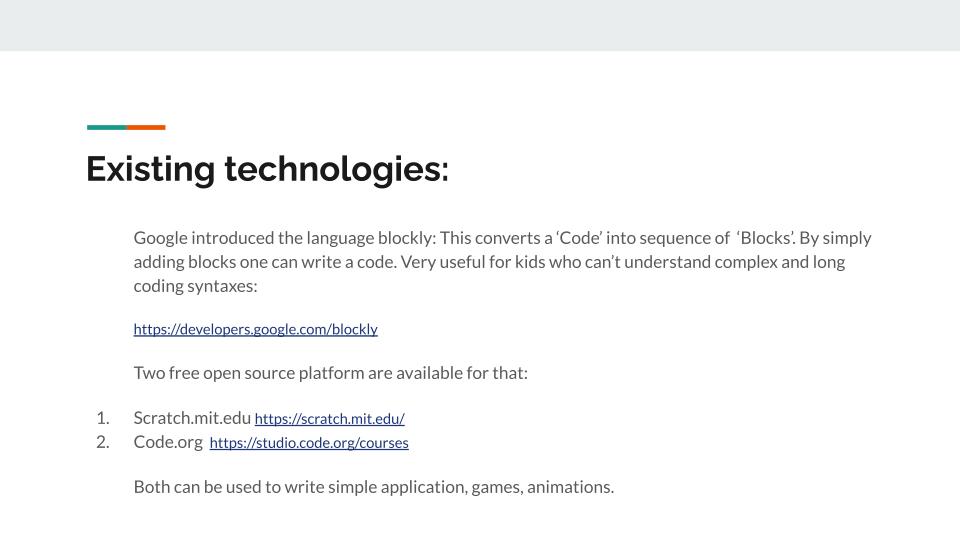 Existing technologies:
Google introduced the language blockly: This converts a ‘Code’ into sequence of  ‘Blocks’. By simply
adding blocks one can write a code. Very useful for kids who can’t understand complex and long
coding syntaxes:
https://developers.google.com/blockly
Two free open source platform are available for that:
1. Scratch.mit.edu https://scratch.mit.edu/
2. Code.org  https://studio.code.org/courses
Both can be used to write simple application, games, animations.